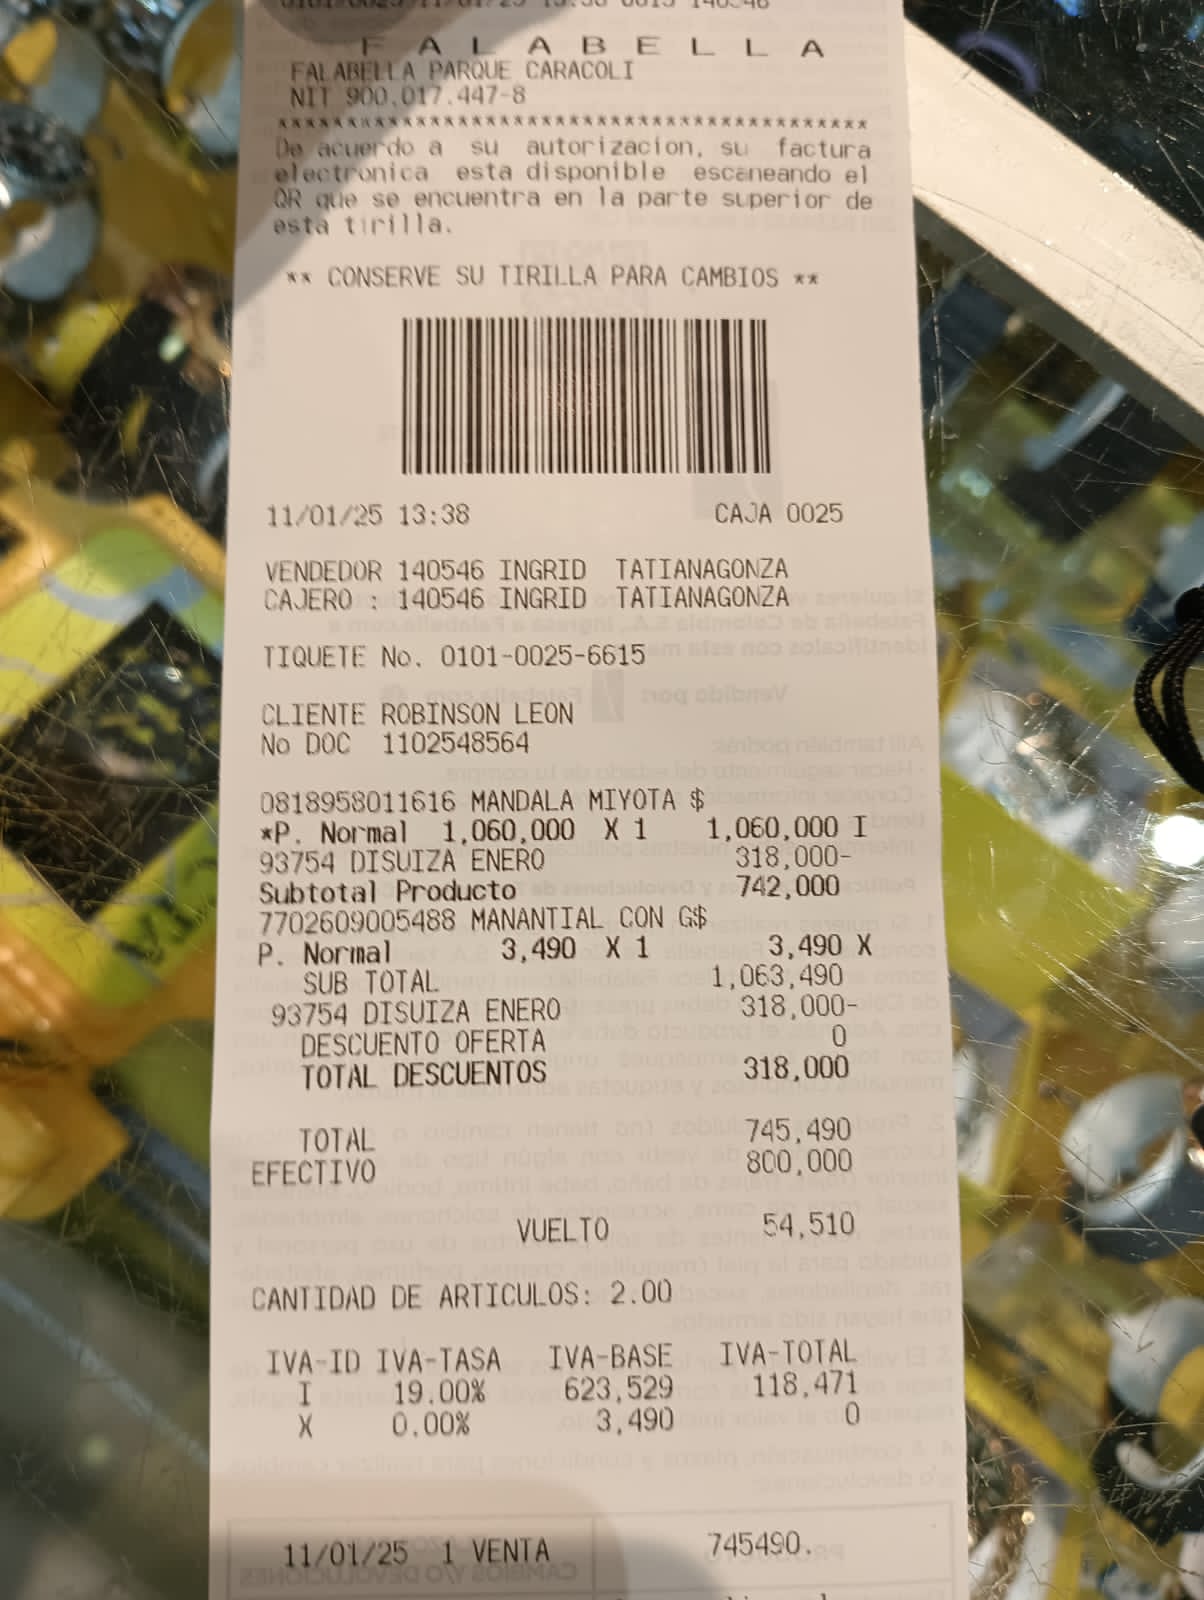 F A L A B E L L A
FALABELLA PARQUE CARACOLI
NIT 900.017.447-8
De acuerdo a su autorizacion, su factura
electronica esta disponible escaneando el
QR que se encuentra en la parte superior de
esta tirilla.
** CONSERVE SU TIRILLA PARA CAMBIOS **
11/01/25 13:38 CAJA 0025
VENDEDOR 140546 INGRID TATIANAGONZA
CAJERO : 140546 INGRID TATIANAGONZA
TIQUETE No. 0101-0025-6615
CLIENTE ROBINSON LEON
No DOC 1102548564
0818958011616 MANDALA MIYOTA $
*P. Normal 1,060,000 X 1 1,060,000 I
93754 DISUIZA ENERO 318,000-
Subtotal Producto 742,000
7702609005488 MANANTIAL CON G$
P. Normal 3,490 X 1 3,490 X
SUB TOTAL 1,063,490
93754 DISUIZA ENERO 318,000-
DESCUENTO OFERTA 0
TOTAL DESCUENTOS 318,000
TOTAL 745,490
EFECTIVO 800,000
VUELTO 54,510
CANTIDAD DE ARTICULOS: 2.00
IVA-ID IVA-TASA IVA-BASE IVA-TOTAL
I 19.00% 623,529 118,471
X 0.00% 3,490 0
11/01/25 1 VENTA 745490.